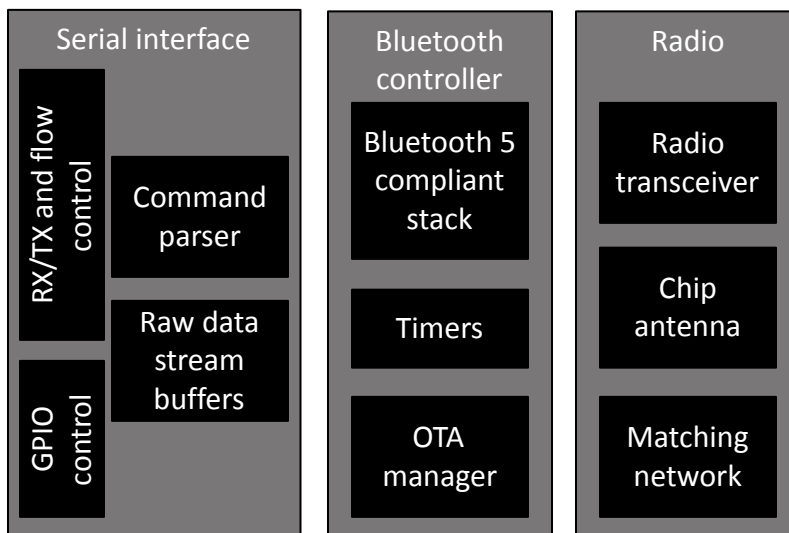 Serial interface
RX/TX and flow
control
Command
parser
Raw data
stream
buffers
GPIO
control
Bluetooth
controller
Bluetooth 5
compliant
stack
Timers
OTA
manager
Radio
Radio
transceiver
Chip
antenna
Matching
network